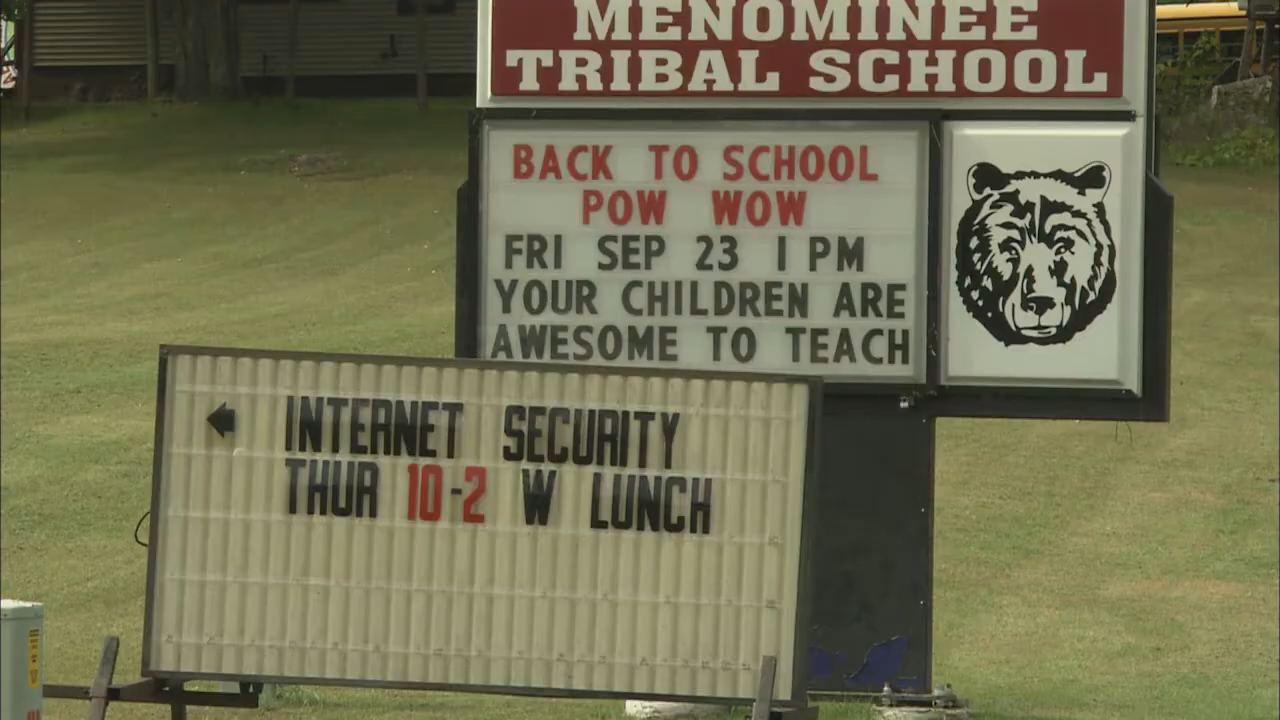 MENOMINEE
TRIBAL SCHOOL
BACK TO SCHOOL
POW WOW
FRI SEP 23 1 PM
YOUR CHILDREN ARE
AWESOME TO TEACH
INTERNET SECURITY
THUR 10-2 W LUNCH